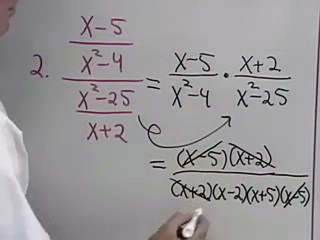 2. (x-5)/(x²-4) / (x²-25)/(x+2) = (x-5)/(x²-4) · (x+2)/(x²-25)
= (x-5)(x+2) / (x+2)(x-2)(x+5)(x-5)